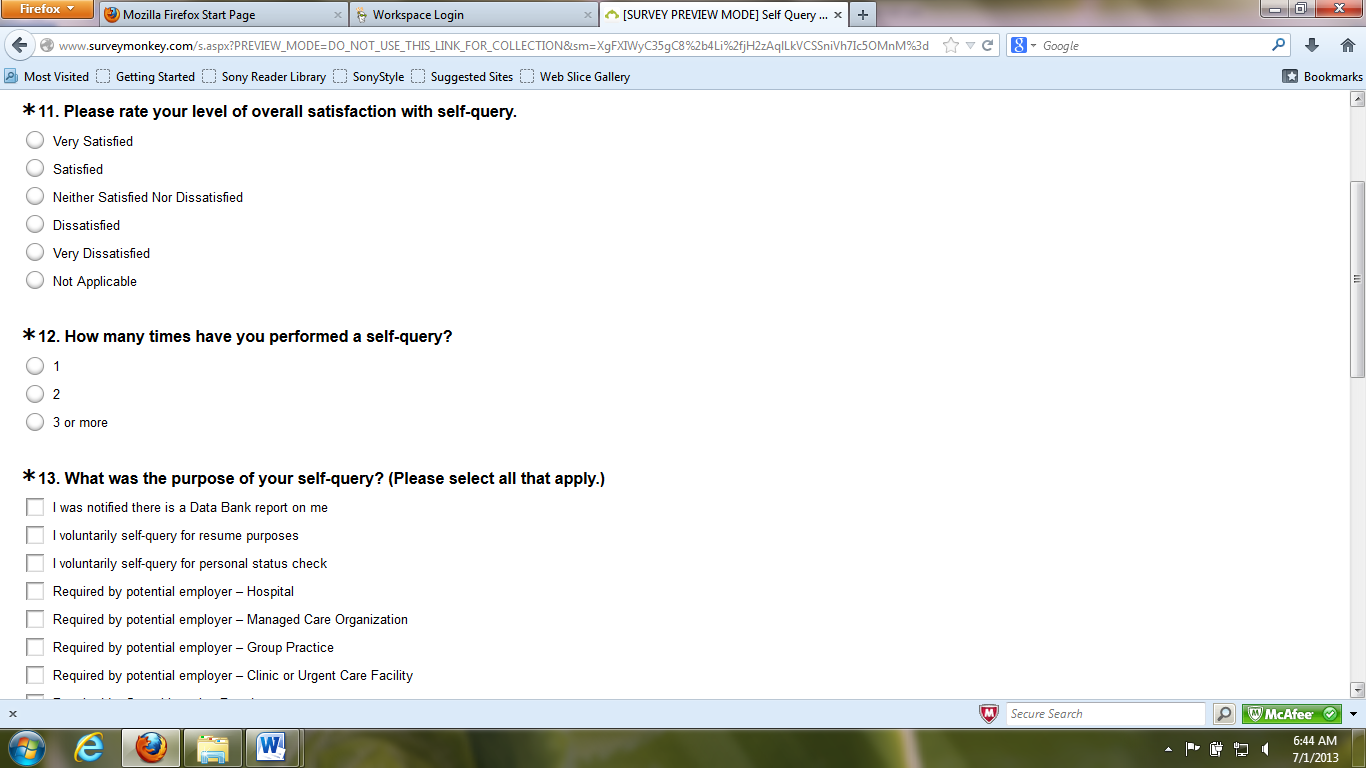 Firefox
Mozilla Firefox Start Page
Workspace Login
[SURVEY PREVIEW MODE] Self Query ...
www.surveymonkey.com/s.aspx?PREVIEW_MODE=DO_NOT_USE_THIS_LINK_FOR_COLLECTION&sm=XgFXIWyC35gC8%2b4Li%2fjH2zAqILkVCSSniVh7Ic5OMnM%3d
Google
Most Visited
Getting Started
Sony Reader Library
SonyStyle
Suggested Sites
Web Slice Gallery
Bookmarks
*11. Please rate your level of overall satisfaction with self-query.
Very Satisfied
Satisfied
Neither Satisfied Nor Dissatisfied
Dissatisfied
Very Dissatisfied
Not Applicable
*12. How many times have you performed a self-query?
1
2
3 or more
*13. What was the purpose of your self-query? (Please select all that apply.)
I was notified there is a Data Bank report on me
I voluntarily self-query for resume purposes
I voluntarily self-query for personal status check
Required by potential employer – Hospital
Required by potential employer – Managed Care Organization
Required by potential employer – Group Practice
Required by potential employer – Clinic or Urgent Care Facility
Secure Search
McAfee
6:44 AM
7/1/2013